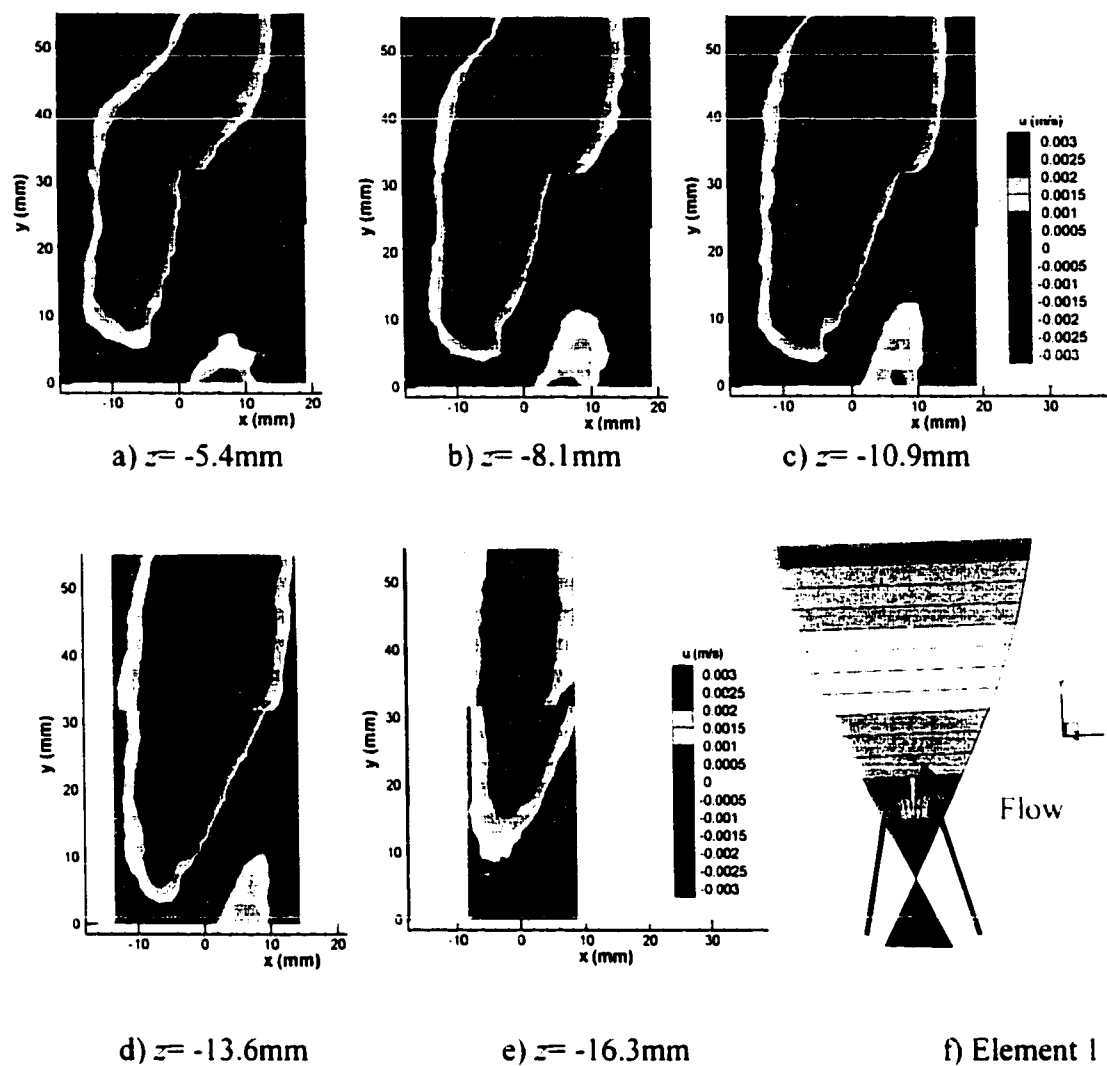 50
40
30
20
10
0
y (mm)
-10 0 10 20
x (mm)
a) z= -5.4mm
50
40
30
20
10
0
y (mm)
-10 0 10 20
x (mm)
b) z= -8.1mm
50
40
30
20
10
0
y (mm)
-10 0 10 20 30
x (mm)
c) z= -10.9mm
u (m/s)
0.003
0.0025
0.002
0.0015
0.001
0.0005
0
-0.0005
-0.001
-0.0015
-0.002
-0.0025
-0.003
50
40
30
20
10
0
y (mm)
-10 0 10 20
x (mm)
d) z= -13.6mm
50
40
30
20
10
0
y (mm)
-10 0 10 20 30
x (mm)
e) z= -16.3mm
u (m/s)
0.003
0.0025
0.002
0.0015
0.001
0.0005
0
-0.0005
-0.001
-0.0015
-0.002
-0.0025
-0.003
Flow
f) Element 1